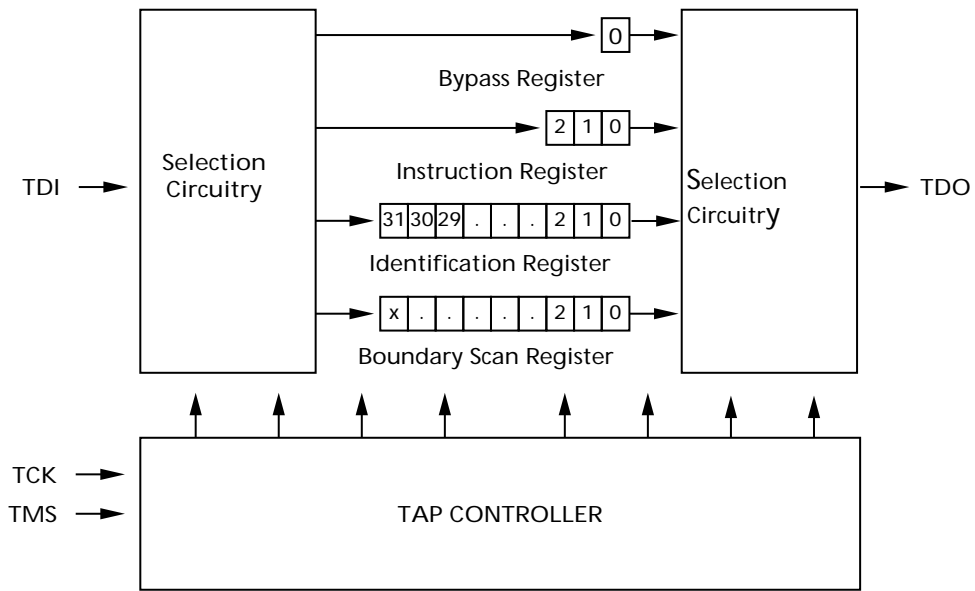 0
Bypass Register
2 1 0
Selection
Circuitry
Instruction Register
Selection
Circuitry
TDI
TDO
31 30 29 . . . 2 1 0
Identification Register
x . . . . . 2 1 0
Boundary Scan Register
TCK
TMS
TAP CONTROLLER